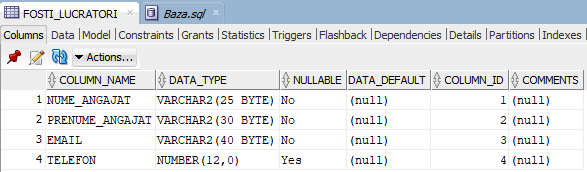 FOSTI_LUCRATORI Baza.sql
Columns Data Model Constraints Grants Statistics Triggers Flashback Dependencies Details Partitions Indexes
Actions...
COLUMN_NAME DATA_TYPE NULLABLE DATA_DEFAULT COLUMN_ID COMMENTS
1 NUME_ANGAJAT VARCHAR2(25 BYTE) No (null) 1 (null)
2 PRENUME_ANGAJAT VARCHAR2(30 BYTE) No (null) 2 (null)
3 EMAIL VARCHAR2(40 BYTE) No (null) 3 (null)
4 TELEFON NUMBER(12,0) Yes (null) 4 (null)